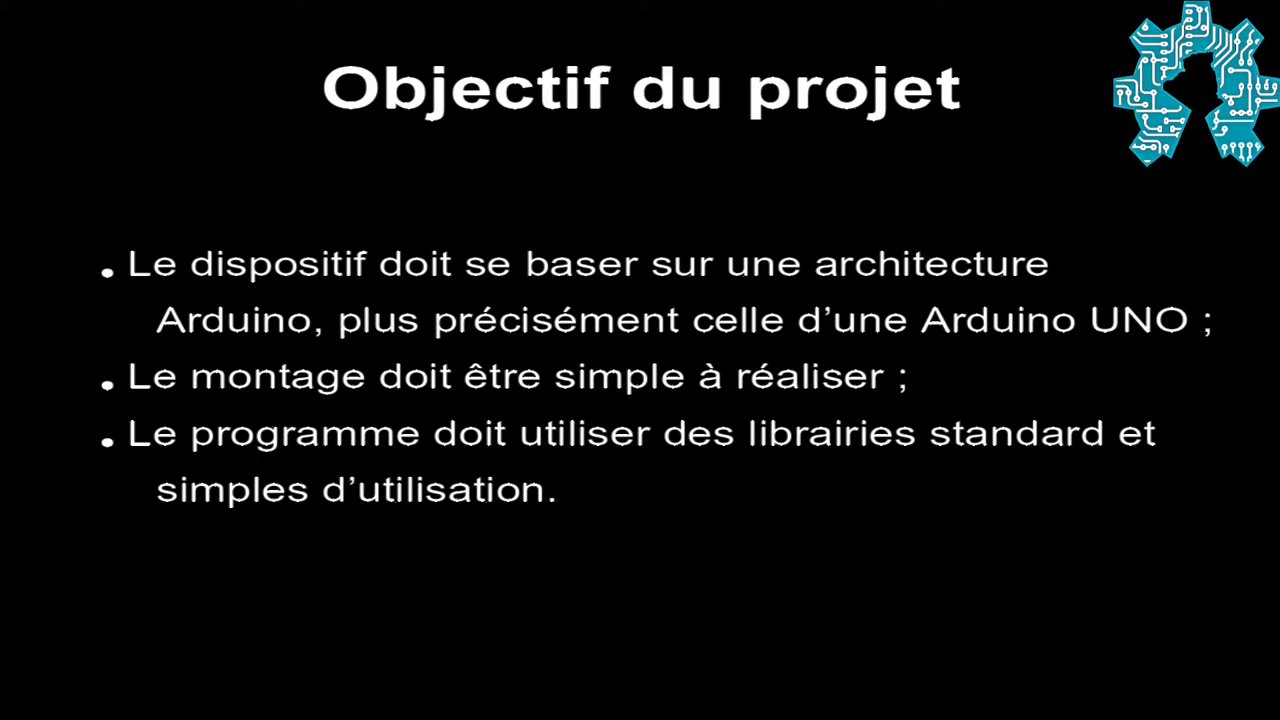 Objectif du projet
• Le dispositif doit se baser sur une architecture
Arduino, plus précisément celle d’une Arduino UNO ;
• Le montage doit être simple à réaliser ;
• Le programme doit utiliser des librairies standard et
simples d’utilisation.